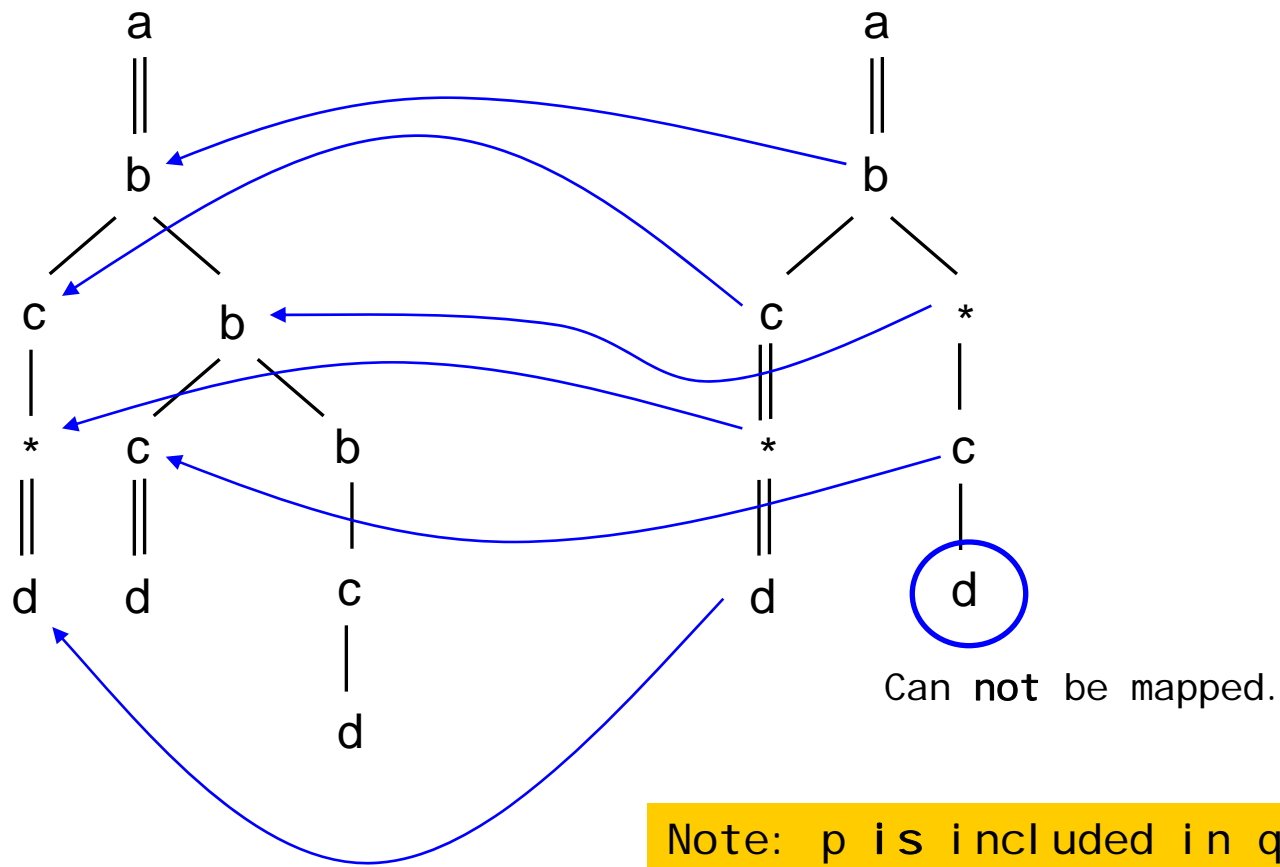 a a
b b
c b c *
* c b * c
d d c d d
Can not be mapped.
d
Note: p is included in q